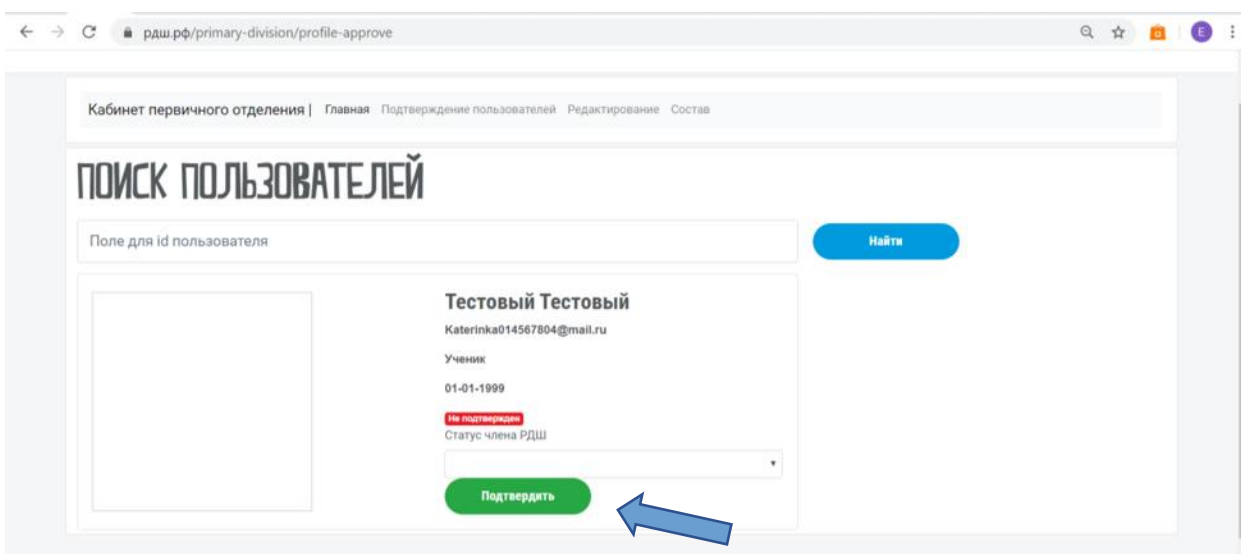 рдш.рф/primary-division/profile-approve
E
Кабинет первичного отделения | Главная Подтверждение пользователей Редактирование Состав
ПОИСК ПОЛЬЗОВАТЕЛЕЙ
Поле для id пользователя
Найти
Тестовый Тестовый
Katerinka014567804@mail.ru
Ученик
01-01-1999
Не подтвержден
Статус члена РДШ
Подтвердить